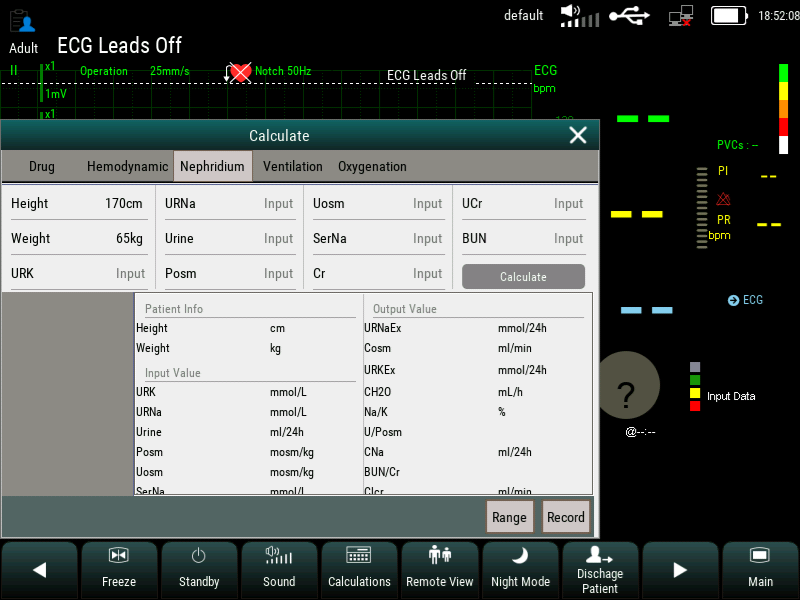 default
18:52:08
Adult
ECG Leads Off
II
x1
Operation
25mm/s
Notch 50Hz
ECG Leads Off
ECG
1mV
bpm
x1
Calculate
PVCs : --
Drug
Hemodynamic
Nephridium
Ventilation
Oxygenation
PI
--
Height
170cm
URNa
Input
Uosm
Input
UCr
Input
PR
--
bpm
Weight
65kg
Urine
Input
SerNa
Input
BUN
Input
URK
Input
Posm
Input
Cr
Input
Calculate
ECG
Patient Info
Output Value
Height
cm
URNaEx
mmol/24h
Weight
kg
Cosm
ml/min
URKEx
mmol/24h
Input Value
URK
mmol/L
CH2O
mL/h
URNa
mmol/L
Na/K
%
Urine
ml/24h
U/Posm
Posm
mosm/kg
CNa
ml/24h
Uosm
mosm/kg
BUN/Cr
SerNa
mmol/L
Clcr
ml/min
?
Input Data
@--:--
Range
Record
Freeze
Standby
Sound
Calculations
Remote View
Night Mode
Dischage
Patient
Main